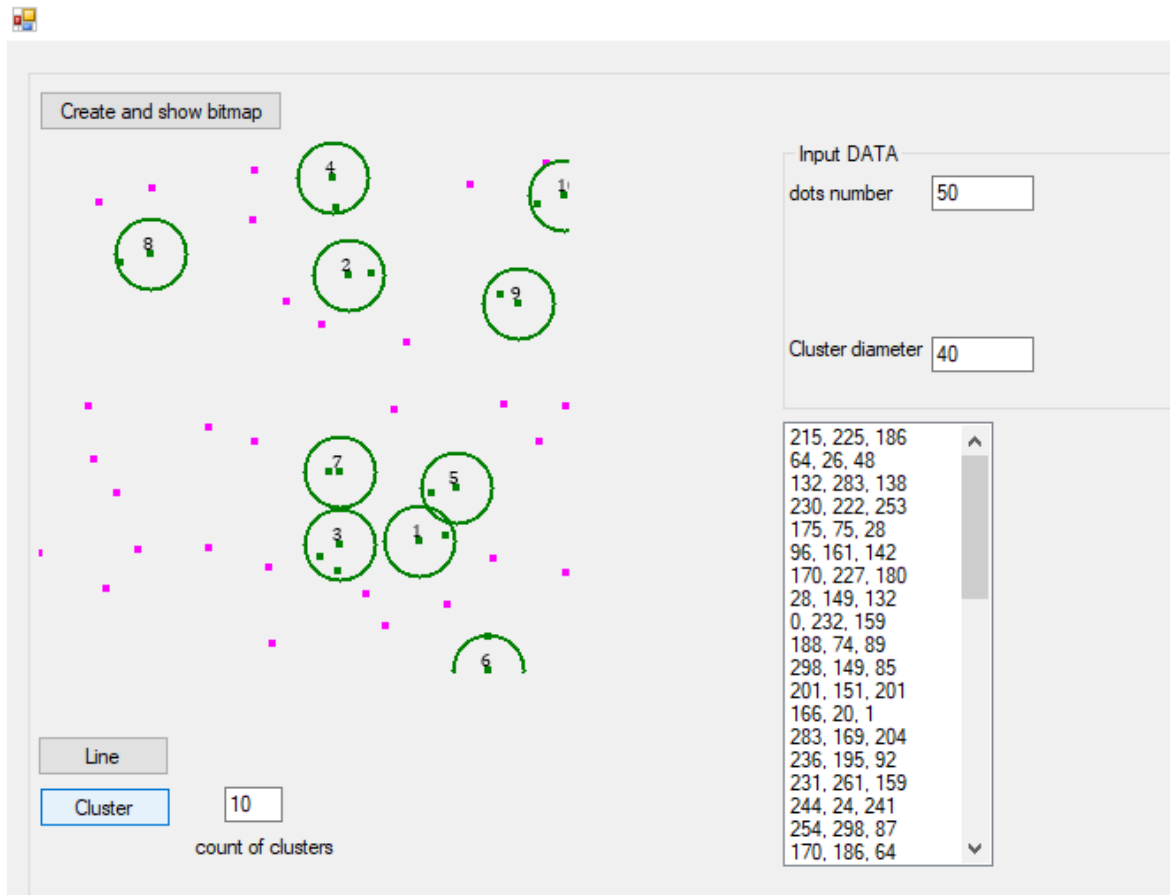 Create and show bitmap
4
10
8
2
9
7
5
3
1
6
Input DATA
dots number 50
Cluster diameter 40
215, 225, 186
64, 26, 48
132, 283, 138
230, 222, 253
175, 75, 28
96, 161, 142
170, 227, 180
28, 149, 132
0, 232, 159
188, 74, 89
298, 149, 85
201, 151, 201
166, 20, 1
283, 169, 204
236, 195, 92
231, 261, 159
244, 24, 241
254, 298, 87
170, 186, 64
Line
Cluster 10
count of clusters